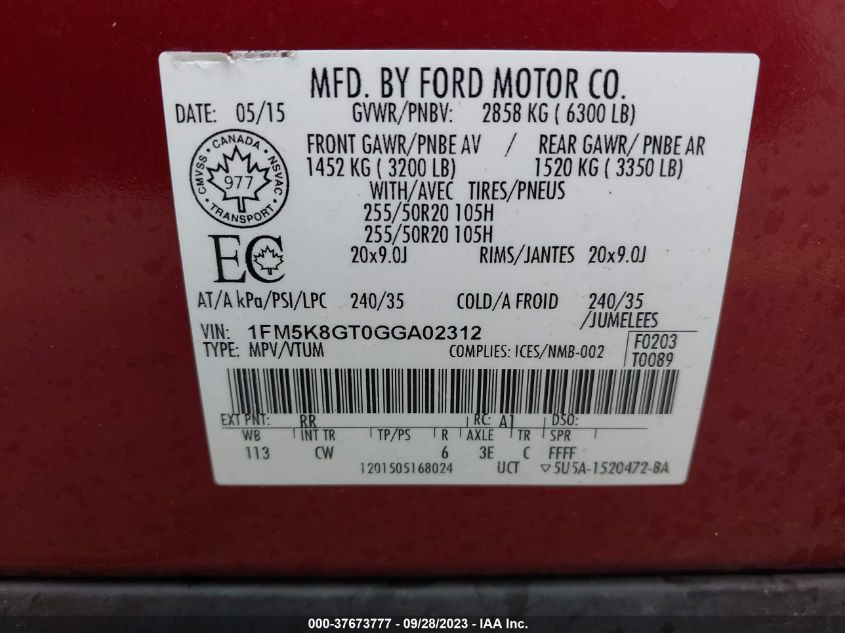 MFD. BY FORD MOTOR CO.
DATE: 05/15 GVWR/PNBV: 2858 KG ( 6300 LB)
FRONT GAWR/PNBE AV / REAR GAWR/ PNBE AR
1452 KG ( 3200 LB) 1520 KG ( 3350 LB)
CANADA
CMVSS NSVAC
977
TRANSPORT
WITH/AVEC TIRES/PNEUS
255/50R20 105H
255/50R20 105H
EC
20x9.0J RIMS/JANTES 20x9.0J
AT/A kPa/PSI/LPC 240/35 COLD/A FROID 240/35
/JUMELEES
VIN: 1FM5K8GT0GGA02312
F0203
TYPE: MPV/VTUM COMPLIES: ICES/NMB-002
T0089
EXT PNT: RR RC: A1 DSO:
WB INT TR TP/PS R AXLE TR SPR
113 CW 6 3E C FFFF
1201505168024 UCT ▽5U5A-1520472-BA
000-37673777 - 09/28/2023 - IAA Inc.